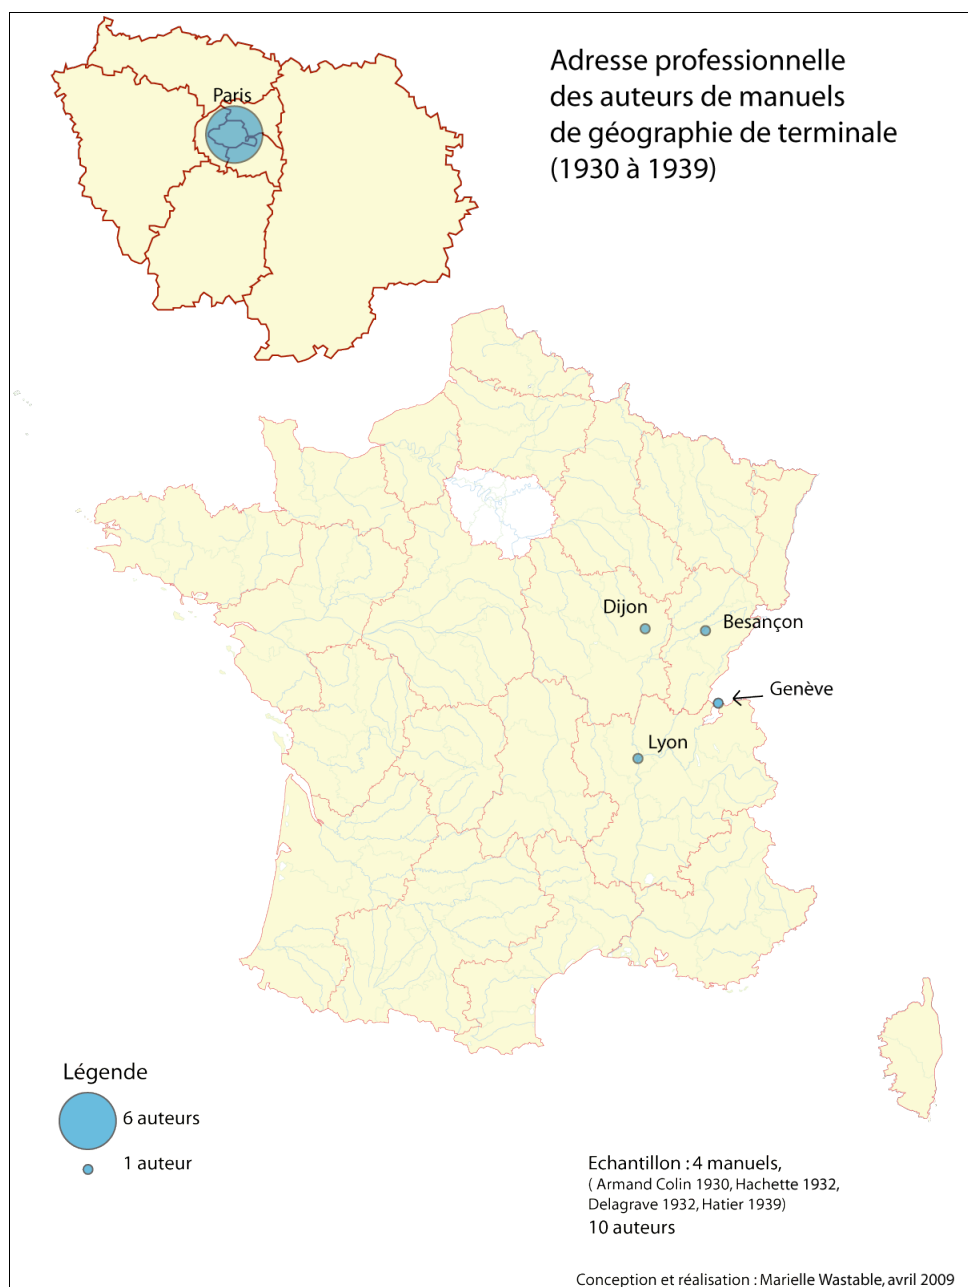 Adresse professionnelle
des auteurs de manuels
de géographie de terminale
(1930 à 1939)
Paris
Dijon
Besançon
Genève
Lyon
Légende
6 auteurs
1 auteur
Echantillon : 4 manuels,
( Armand Colin 1930, Hachette 1932,
Delagrave 1932, Hatier 1939)
10 auteurs
Conception et réalisation : Marielle Wastable, avril 2009